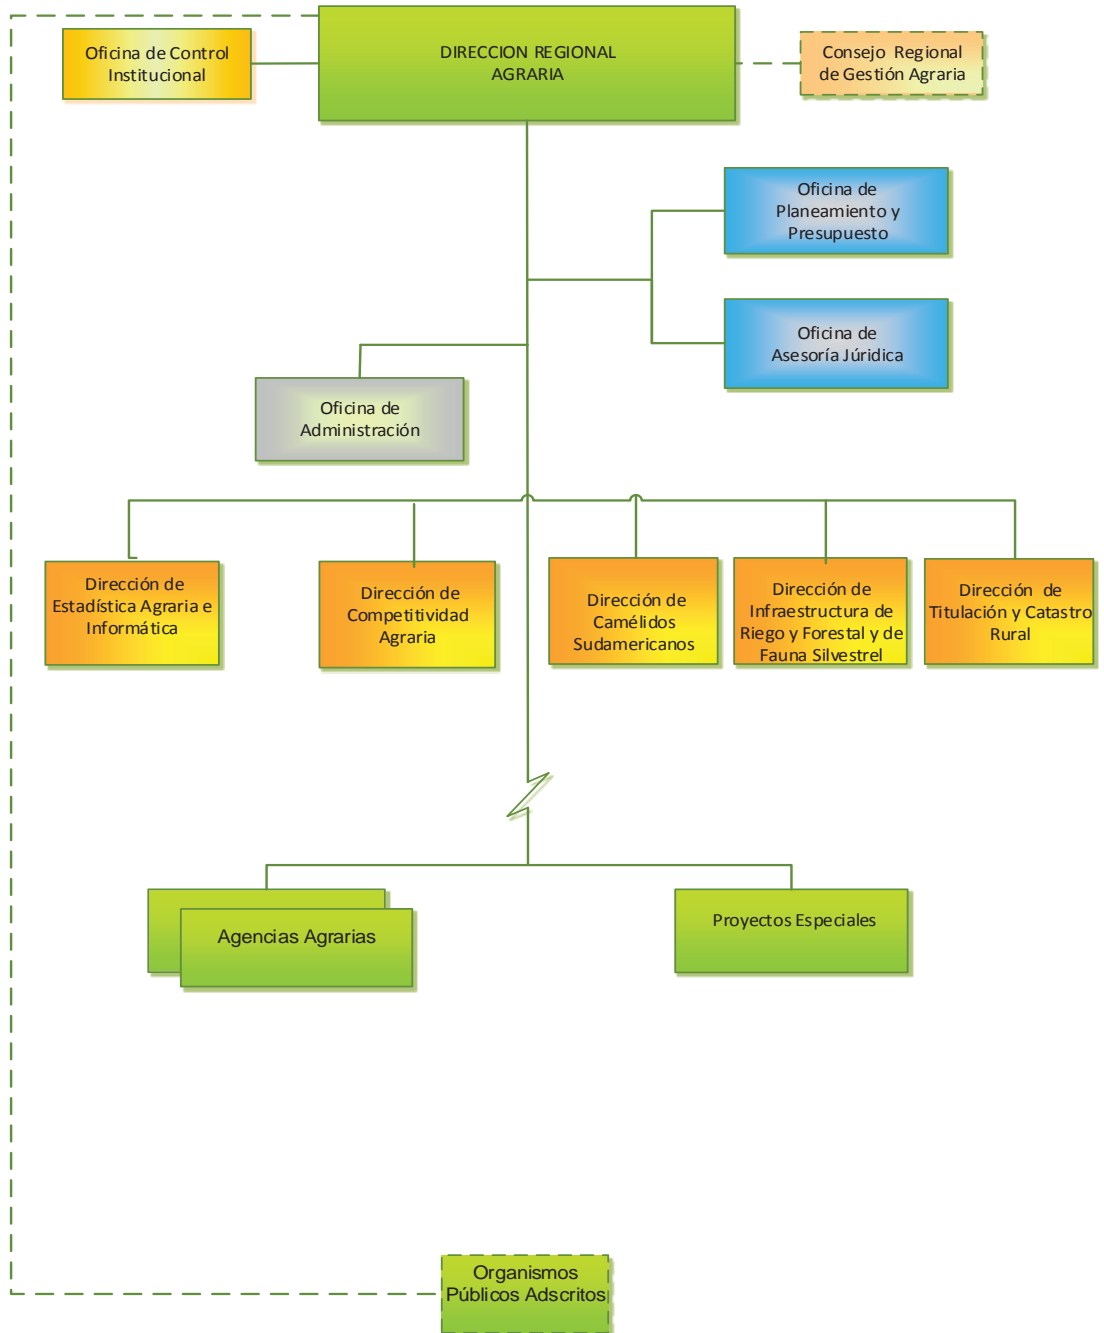 Oficina de Control
Institucional
DIRECCION REGIONAL
AGRARIA
Consejo Regional
de Gestión Agraria
Oficina de
Planeamiento y
Presupuesto
Oficina de
Asesoría Júridica
Oficina de
Administración
Dirección de
Estadística Agraria e
Informática
Dirección de
Competitividad
Agraria
Dirección de
Camélidos
Sudamericanos
Dirección de
Infraestructura de
Riego y Forestal y de
Fauna Silvestrel
Dirección de
Titulación y Catastro
Rural
Agencias Agrarias
Proyectos Especiales
Organismos
Públicos Adscritos